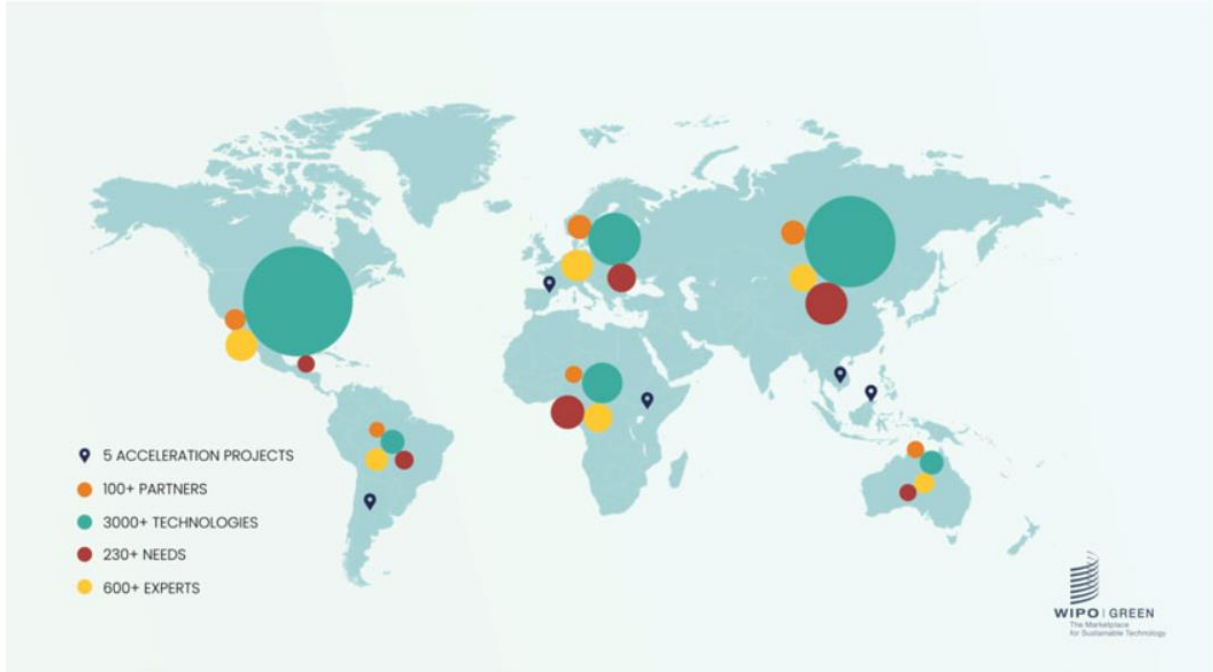 5 ACCELERATION PROJECTS
100+ PARTNERS
3000+ TECHNOLOGIES
230+ NEEDS
600+ EXPERTS
WIPO | GREEN
The Marketplace
for Sustainable Technology